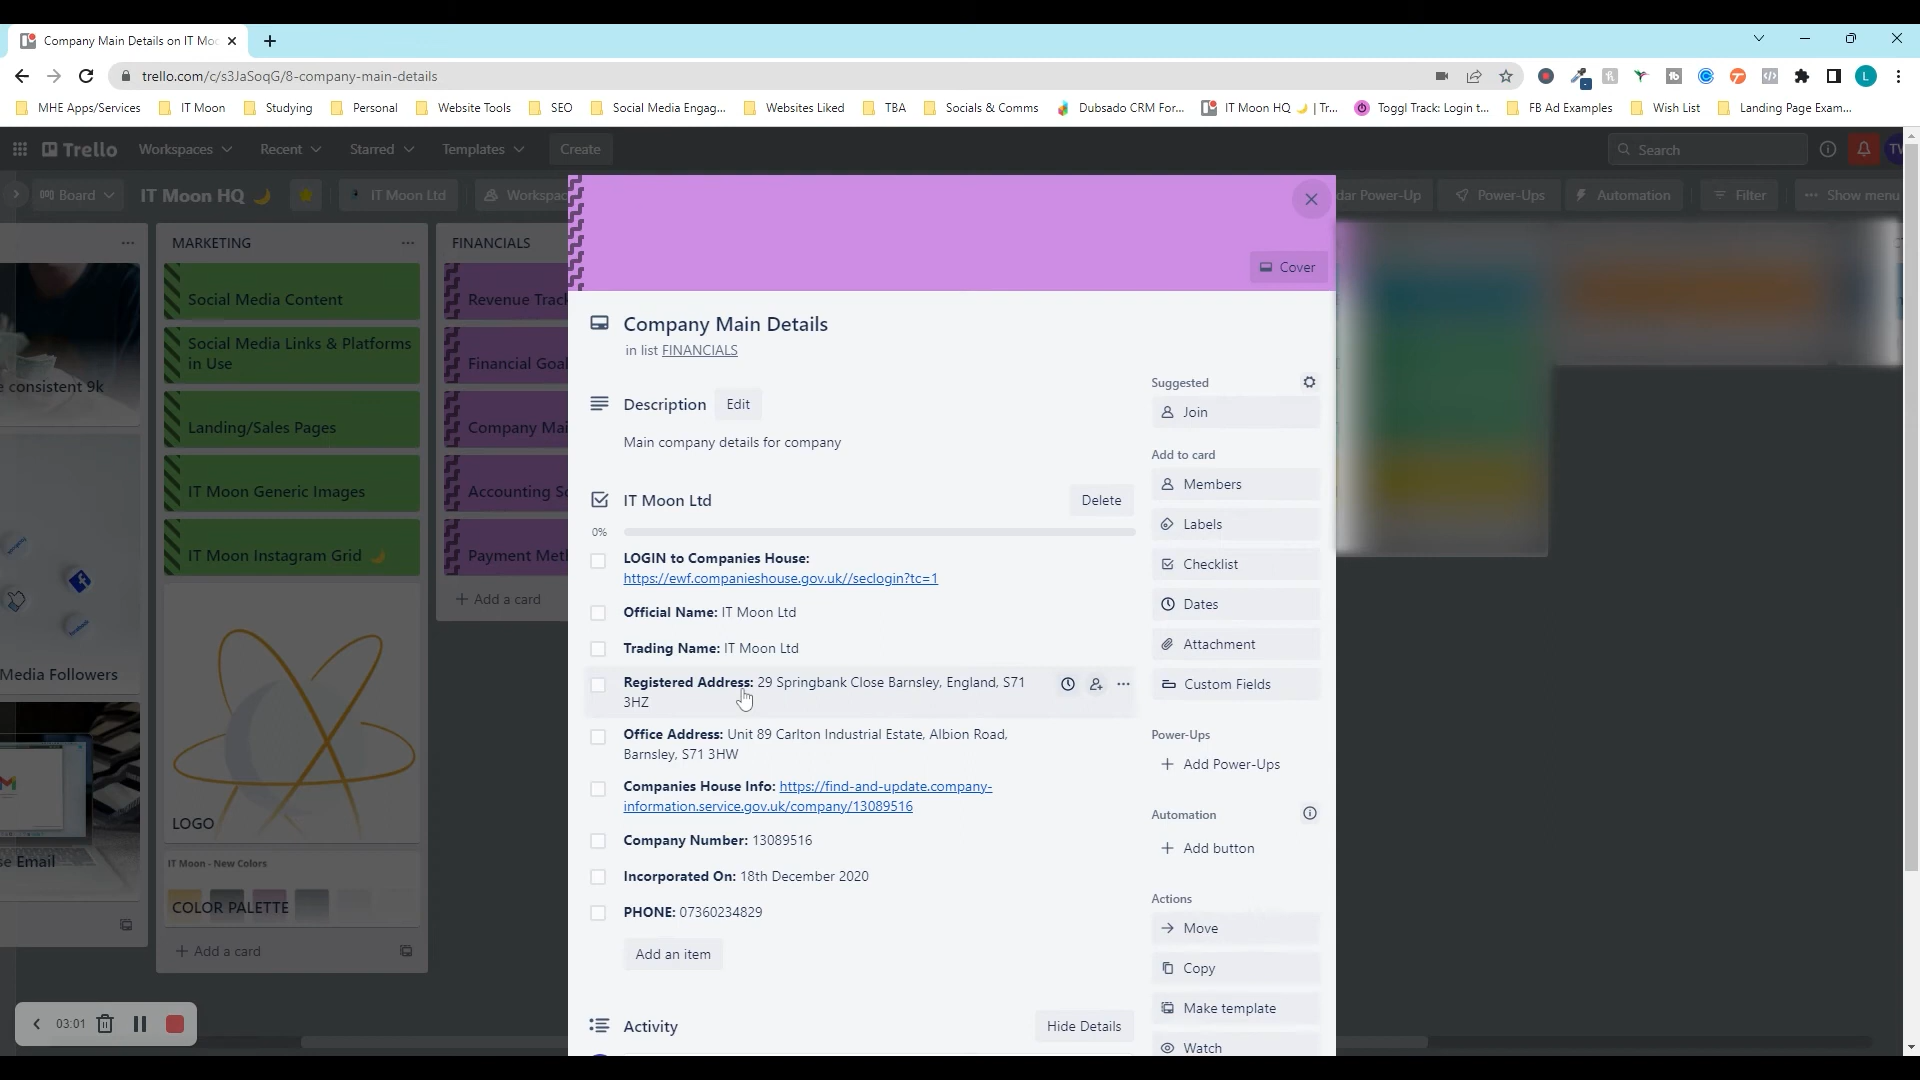 Company Main Details on IT Moo
trello.com/c/s3JaSoqG/8-company-main-details
MHE Apps/Services
IT Moon
Studying
Personal
Website Tools
SEO
Social Media Engag...
Websites Liked
TBA
Socials & Comms
Dubsado CRM For...
IT Moon HQ 🌙 | Tr...
Toggl Track: Login t...
FB Ad Examples
Wish List
Landing Page Exam...
Trello
Workspaces
Recent
Starred
Templates
Create
Search
TW
Board
IT Moon HQ 🌙
IT Moon Ltd
Workspac
dar Power-Up
Power-Ups
Automation
Filter
Show menu
e consistent 9k
Media Followers
se Email
MARKETING
Social Media Content
Social Media Links & Platforms
in Use
Landing/Sales Pages
IT Moon Generic Images
IT Moon Instagram Grid 🌙
LOGO
IT Moon - New Colors
COLOR PALETTE
+ Add a card
FINANCIALS
Revenue Track
Financial Goal
Company Mai
Accounting So
Payment Met
+ Add a card
Cover
Company Main Details
in list FINANCIALS
Description
Edit
Main company details for company
IT Moon Ltd
Delete
0%
LOGIN to Companies House:
https://ewf.companieshouse.gov.uk//seclogin?tc=1
Official Name: IT Moon Ltd
Trading Name: IT Moon Ltd
Registered Address: 29 Springbank Close Barnsley, England, S71
3HZ
Office Address: Unit 89 Carlton Industrial Estate, Albion Road,
Barnsley, S71 3HW
Companies House Info: https://find-and-update.company-
information.service.gov.uk/company/13089516
Company Number: 13089516
Incorporated On: 18th December 2020
PHONE: 07360234829
Add an item
Activity
Hide Details
Suggested
Join
Add to card
Members
Labels
Checklist
Dates
Attachment
Custom Fields
Power-Ups
+ Add Power-Ups
Automation
+ Add button
Actions
Move
Copy
Make template
Watch
03:01